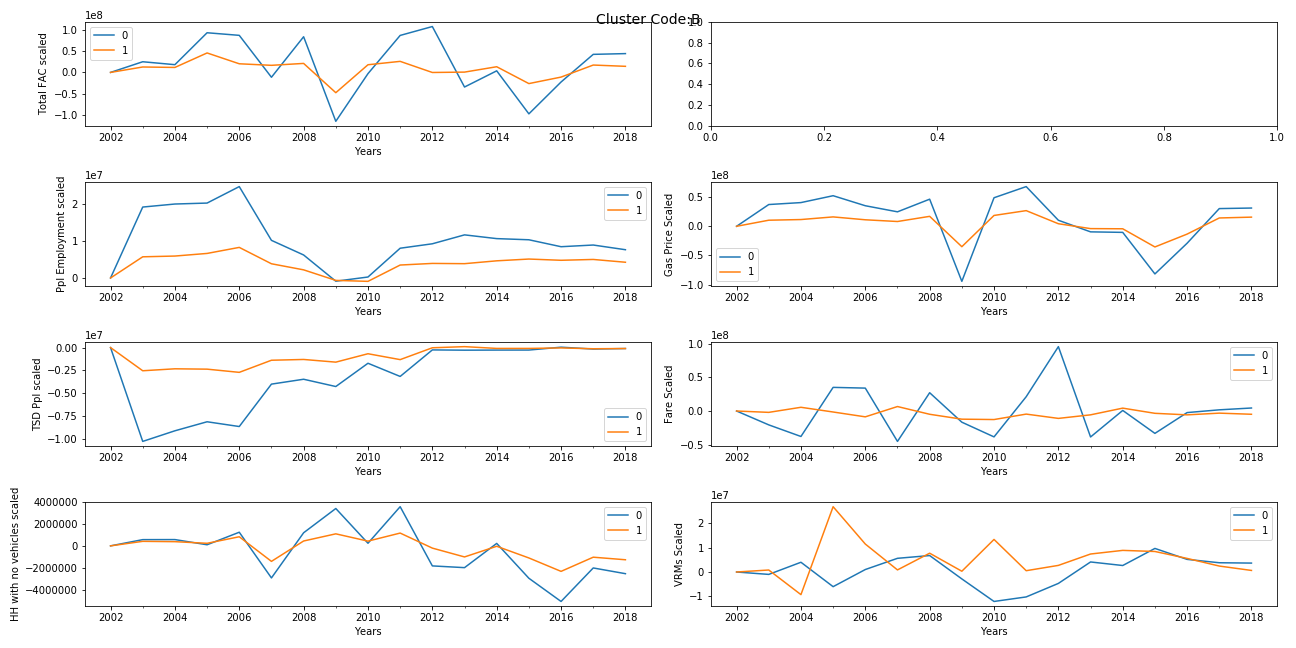 Cluster Code:B
1e8
1.0
0.5
0.0
−0.5
−1.0
Total FAC scaled
0
1
2002 2004 2006 2008 2010 2012 2014 2016 2018
Years
1.0
0.8
0.6
0.4
0.2
0.0
0.0 0.2 0.4 0.6 0.8 1.0
1e7
2
1
0
Ppl Employment scaled
0
1
2002 2004 2006 2008 2010 2012 2014 2016 2018
Years
1e8
0.5
0.0
−0.5
−1.0
Gas Price Scaled
0
1
2002 2004 2006 2008 2010 2012 2014 2016 2018
Years
1e7
0.00
−0.25
−0.50
−0.75
−1.00
TSD Ppl scaled
0
1
2002 2004 2006 2008 2010 2012 2014 2016 2018
Years
1e8
1.0
0.5
0.0
−0.5
Fare Scaled
0
1
2002 2004 2006 2008 2010 2012 2014 2016 2018
Years
4000000
2000000
0
−2000000
−4000000
HH with no vehicles scaled
0
1
2002 2004 2006 2008 2010 2012 2014 2016 2018
Years
1e7
2
1
0
−1
VRMs Scaled
0
1
2002 2004 2006 2008 2010 2012 2014 2016 2018
Years